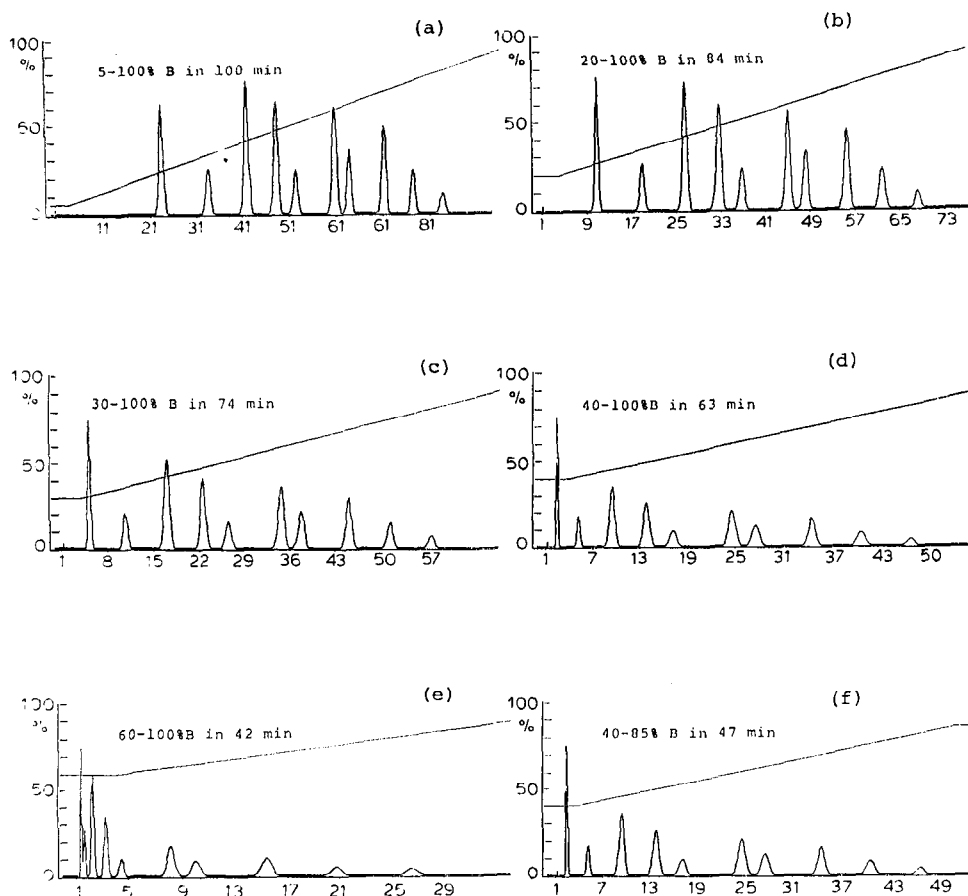 (a)
100
%
50
0
5-100% B in 100 min
11 21 31 41 51 61 61 81
(b)
100
%
50
0
20-100% B in 84 min
1 9 17 25 33 41 49 57 65 73
(c)
100
%
50
0
30-100% B in 74 min
1 8 15 22 29 36 43 50 57
(d)
100
%
50
0
40-100%B in 63 min
1 7 13 19 25 31 37 43 50
(e)
100
%
50
0
60-100%B in 42 min
1 5 9 13 17 21 25 29
(f)
100
%
50
0
40-85% B in 47 min
1 7 13 19 25 31 37 43 49